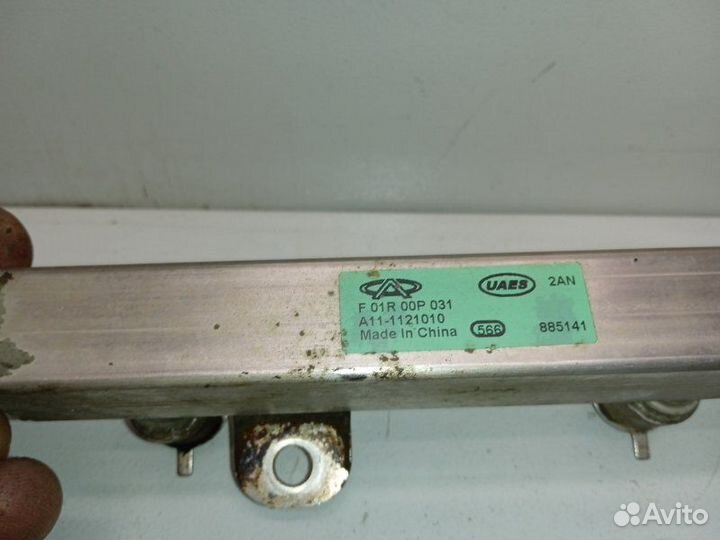 UAES 2AN
F 01R 00P 031
A11-1121010
Made In China 566 885141
Avito